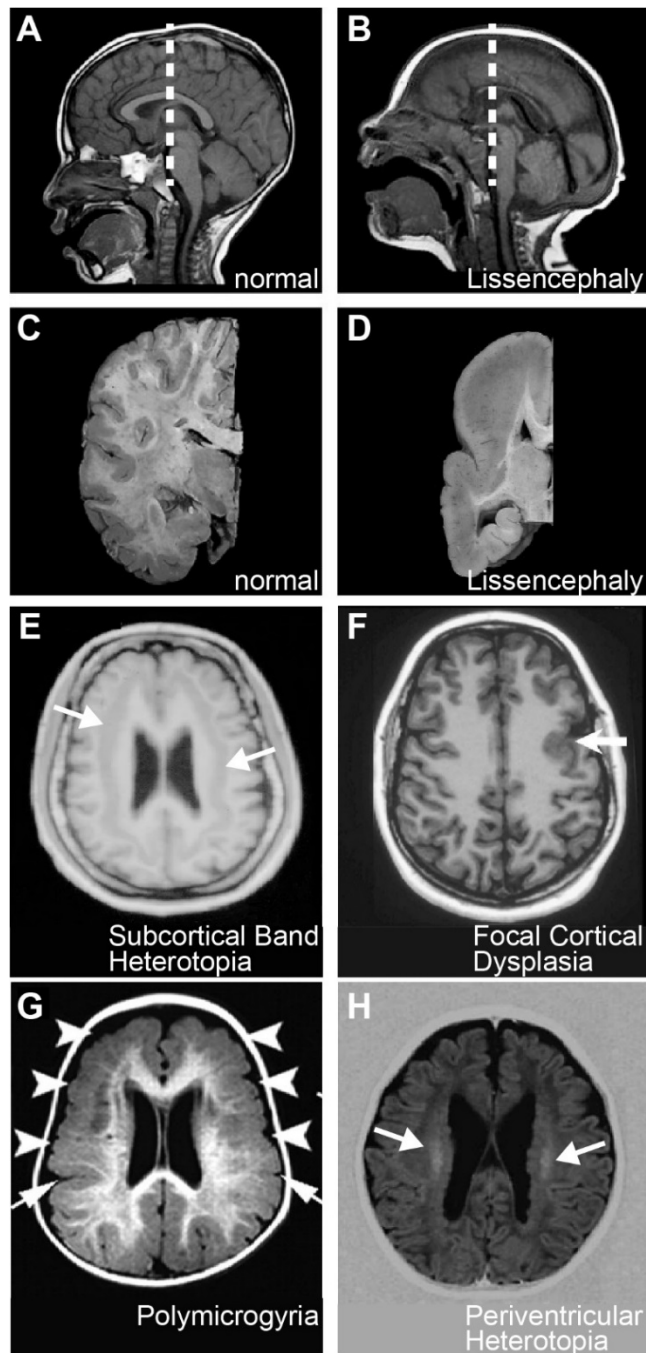 A
normal
B
Lissencephaly
C
normal
D
Lissencephaly
E
Subcortical Band
Heterotopia
F
Focal Cortical
Dysplasia
G
Polymicrogyria
H
Periventricular
Heterotopia